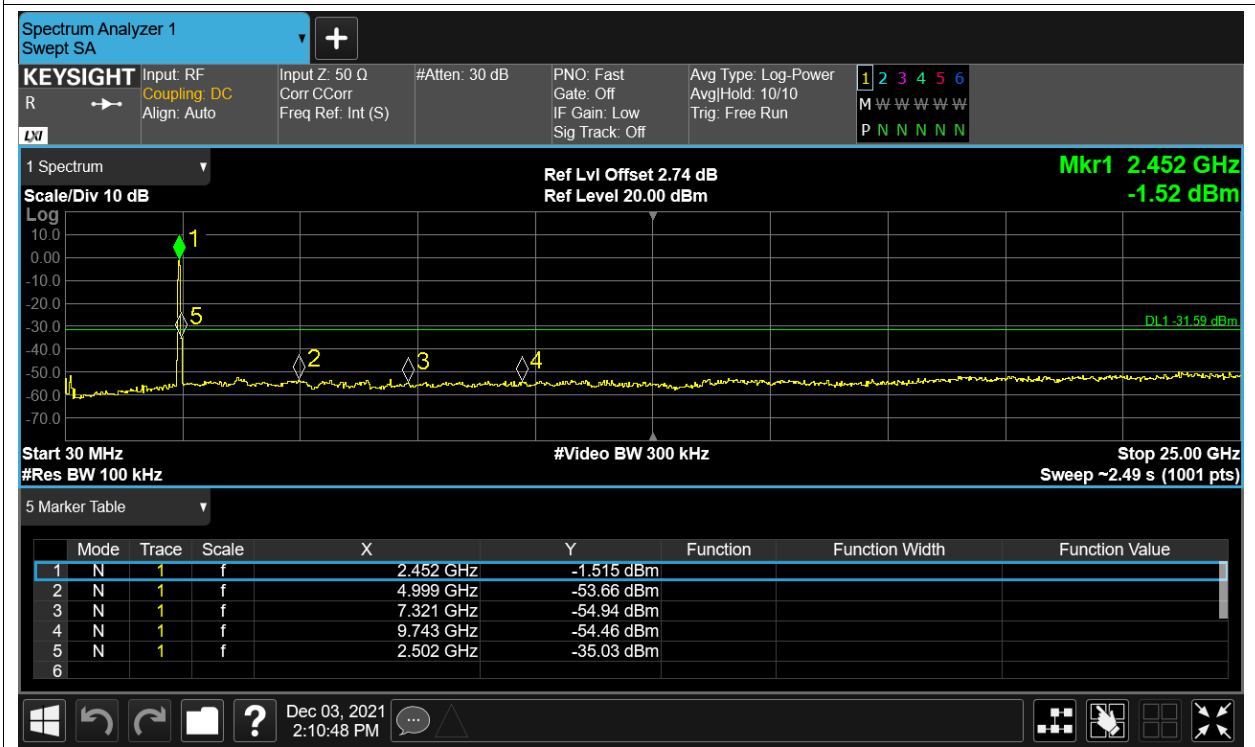 Spectrum Analyzer 1
Swept SA
KEYSIGHT
R
LXI
Input: RF
Coupling: DC
Align: Auto
Input Z: 50 Ω
Corr CCorr
Freq Ref: Int (S)
#Atten: 30 dB
PNO: Fast
Gate: Off
IF Gain: Low
Sig Track: Off
Avg Type: Log-Power
Avg|Hold: 10/10
Trig: Free Run
1 2 3 4 5 6
M W W W W W
P N N N N N
1 Spectrum
Scale/Div 10 dB
Ref Lvl Offset 2.74 dB
Ref Level 20.00 dBm
Mkr1 2.452 GHz
-1.52 dBm
Log
10.0
0.00
-10.0
-20.0
-30.0
-40.0
-50.0
-60.0
-70.0
1
5
2
3
4
DL1 -31.59 dBm
Start 30 MHz
#Video BW 300 kHz
Stop 25.00 GHz
#Res BW 100 kHz
Sweep ~2.49 s (1001 pts)
5 Marker Table
Mode Trace Scale X Y Function Function Width Function Value
1 N 1 f 2.452 GHz -1.515 dBm
2 N 1 f 4.999 GHz -53.66 dBm
3 N 1 f 7.321 GHz -54.94 dBm
4 N 1 f 9.743 GHz -54.46 dBm
5 N 1 f 2.502 GHz -35.03 dBm
6
?
Dec 03, 2021
2:10:48 PM